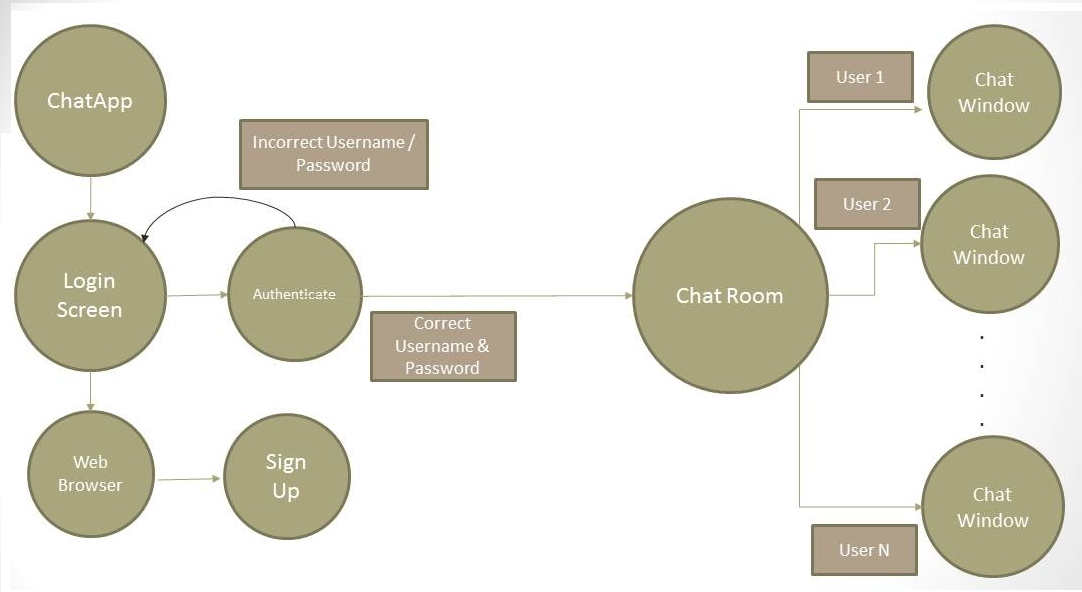 ChatApp
Incorrect Username /
Password
Login
Screen
Authenticate
Correct
Username &
Password
Web
Browser
Sign
Up
Chat Room
User 1
Chat
Window
User 2
Chat
Window
.
.
.
.
User N
Chat
Window